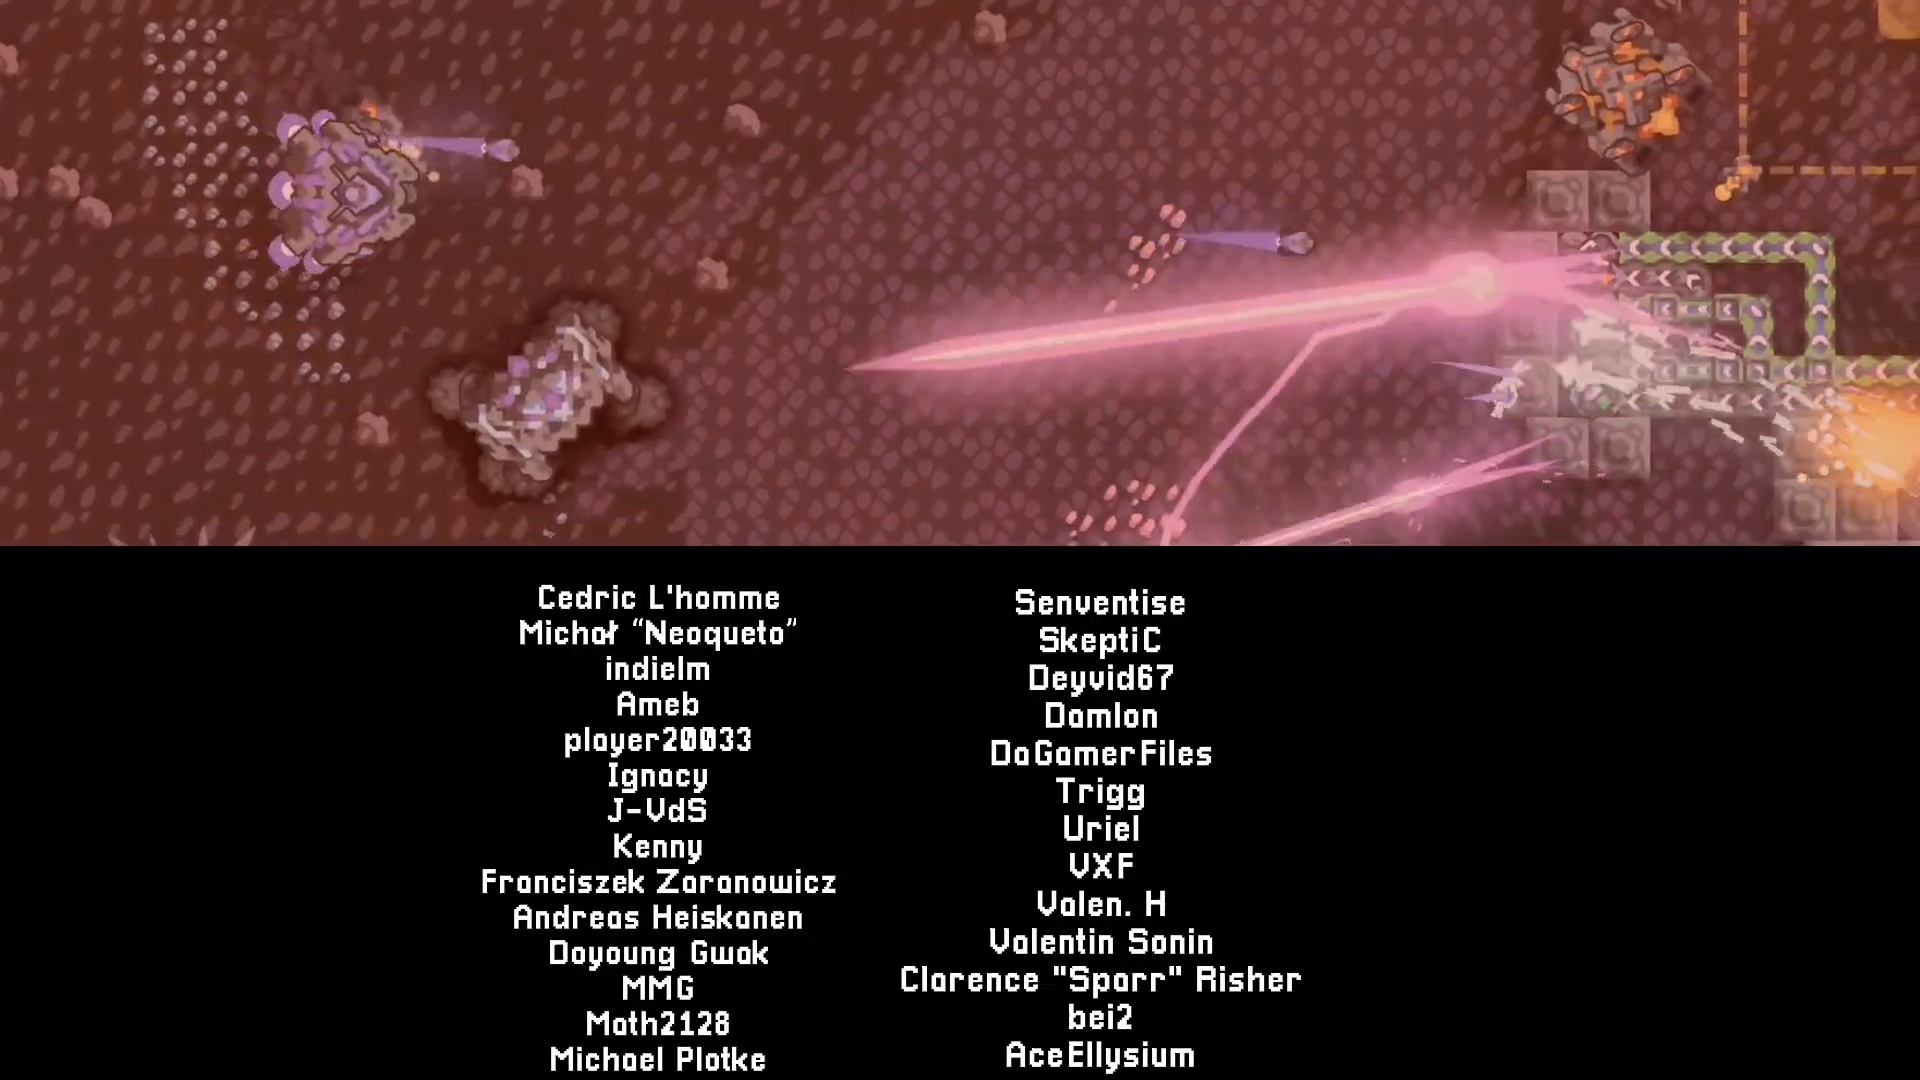 Cedric L'homme
Michał “Neoqueto”
indielm
Ameb
player20033
Ignacy
J-VdS
Kenny
Franciszek Zaranowicz
Andreas Heiskanen
Doyoung Gwak
MMG
Math2128
Michael Plotke
Senventise
SkeptiC
Deyvid67
Damlon
DaGamerFiles
Trigg
Uriel
VXF
Valen. H
Valentin Sonin
Clarence "Sparr" Risher
bei2
AceEllysium